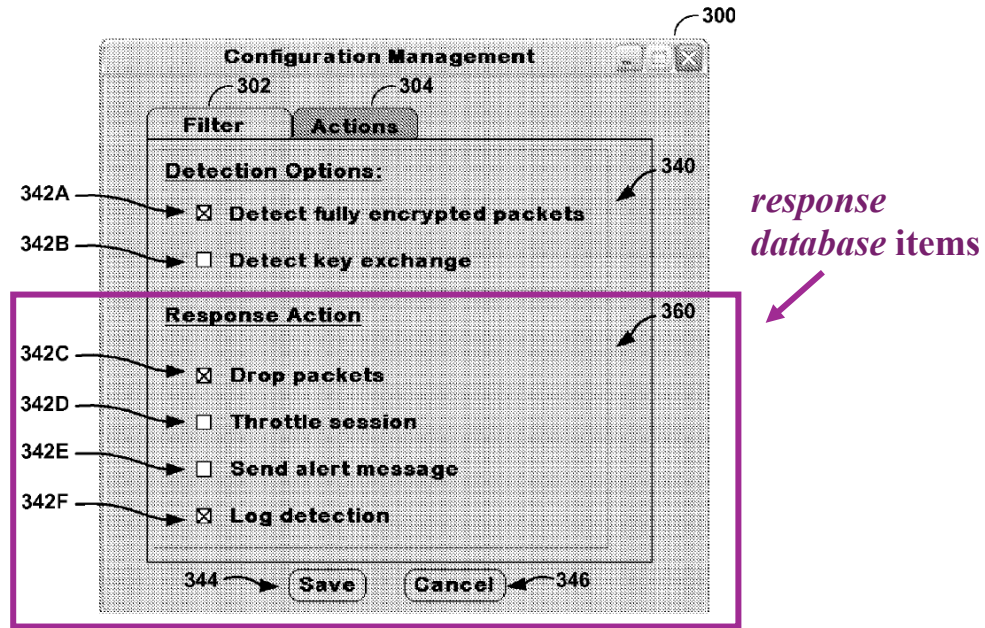 300
Configuration Management
302
304
Filter
Actions
Detection Options:
340
342A
Detect fully encrypted packets
342B
Detect key exchange
response
database items
Response Action
360
342C
Drop packets
342D
Throttle session
342E
Send alert message
342F
Log detection
344
Save
Cancel
346